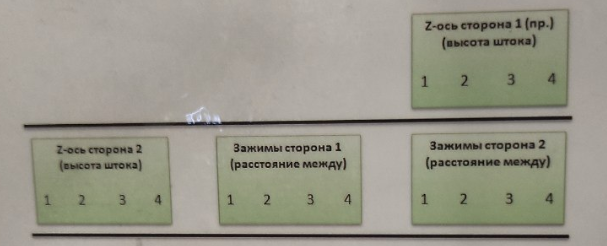 Z-ось сторона 1 (пр.)
(высота штока)
1 2 3 4
Z-ось сторона 2
(высота штока)
1 2 3 4
Зажимы сторона 1
(расстояние между)
1 2 3 4
Зажимы сторона 2
(расстояние между)
1 2 3 4